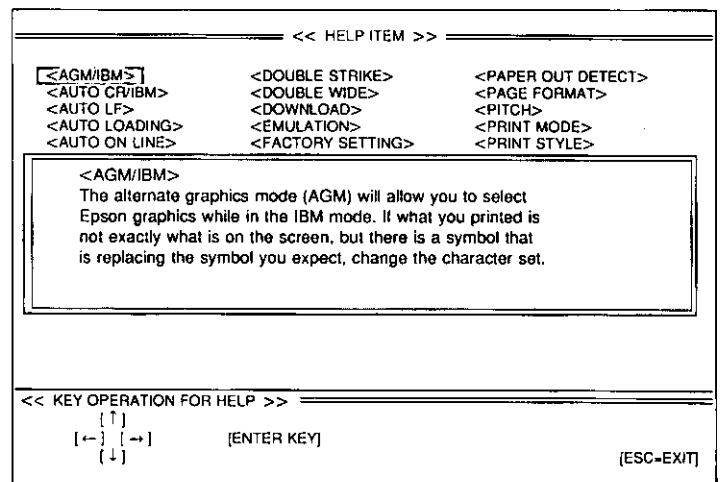 << HELP ITEM >>
<AGM/IBM> <DOUBLE STRIKE> <PAPER OUT DETECT>
<AUTO CR/IBM> <DOUBLE WIDE> <PAGE FORMAT>
<AUTO LF> <DOWNLOAD> <PITCH>
<AUTO LOADING> <EMULATION> <PRINT MODE>
<AUTO ON LINE> <FACTORY SETTING> <PRINT STYLE>
<AGM/IBM>
The alternate graphics mode (AGM) will allow you to select
Epson graphics while in the IBM mode. If what you printed is
not exactly what is on the screen, but there is a symbol that
is replacing the symbol you expect, change the character set.
<< KEY OPERATION FOR HELP >>
[↑]
[←] [→] [ENTER KEY]
[↓]
[ESC=EXIT]